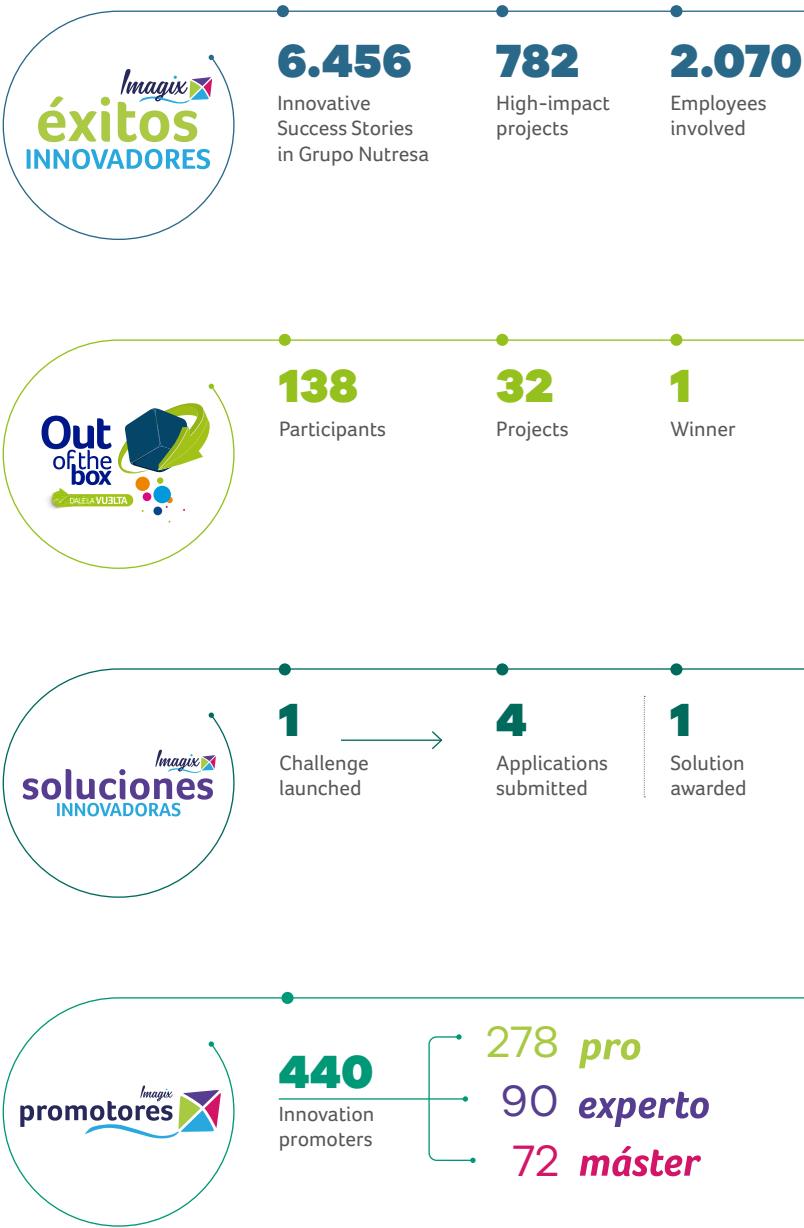 Imagix
éxitos
INNOVADORES
6.456
Innovative
Success Stories
in Grupo Nutresa
782
High-impact
projects
2.070
Employees
involved
Out
of the
box
DALE LA VUƎLTA
138
Participants
32
Projects
1
Winner
Imagix
soluciones
INNOVADORAS
1
Challenge
launched
4
Applications
submitted
1
Solution
awarded
Imagix
promotores
440
Innovation
promoters
278 pro
90 experto
72 máster